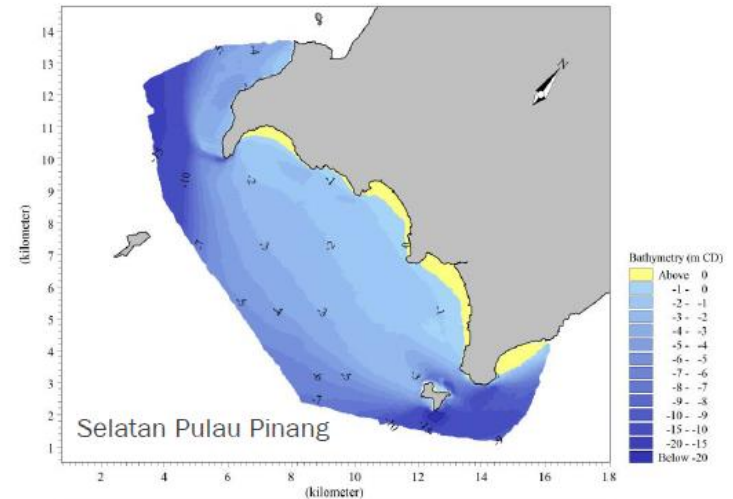 14
13
12
11
10
9
8
7
6
5
4
3
2
1
(kilometer)
2
4
6
8
10
12
14
16
18
(kilometer)
N
Selatan Pulau Pinang
Bathymetry (m CD)
Above 0
-1 - 0
-2 - -1
-3 - -2
-4 - -3
-5 - -4
-6 - -5
-7 - -6
-8 - -7
-9 - -8
-10 - -9
-15 - -10
-20 - -15
Below -20